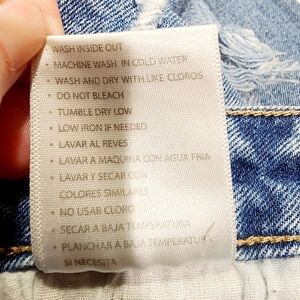 WASH INSIDE OUT
• MACHINE WASH IN COLD WATER
• WASH AND DRY WITH LIKE CLOROS
• DO NOT BLEACH
TUMBLE DRY LOW
• LOW IRON IF NEEDED
• LAVAR AL REVES
• LAVAR A MAQUINA CON AGUA FRIA
• LAVAR Y SECAR CON
COLORES SIMILARES
• NO USAR CLORO
• SECAR A BAJA TEMPERATURA
• PLANCHAR A BAJA TEMPERATUR
SI NECESITA